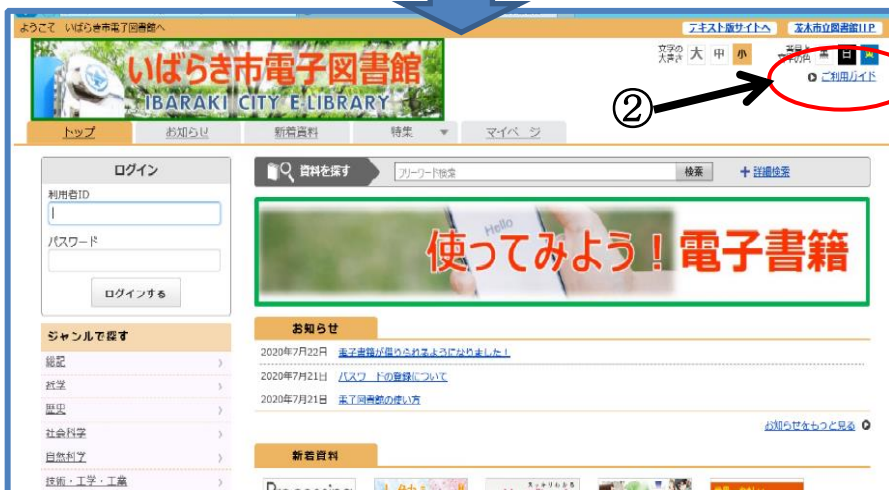 ようこそ いばらき市電子図書館へ
テキスト版サイトへ 茨木市立図書館HP
いばらき市電子図書館
IBARAKI CITY E-LIBRARY
文字の大きさ 大 中 小 背景と文字の色 黒 白 黄
ご利用ガイド
②
トップ お知らせ 新着資料 特集 ▼ マイページ
ログイン
利用者ID
パスワード
ログインする
資料を探す フリーワード検索 検索 + 詳細検索
Hello
使ってみよう!電子書籍
ジャンルで探す
総記
哲学
歴史
社会科学
自然科学
技術・工学・工業
お知らせ
2020年7月22日 電子書籍が借りられるようになりました!
2020年7月21日 パスワードの登録について
2020年7月21日 電子図書館の使い方
お知らせをもっと見る
新着資料